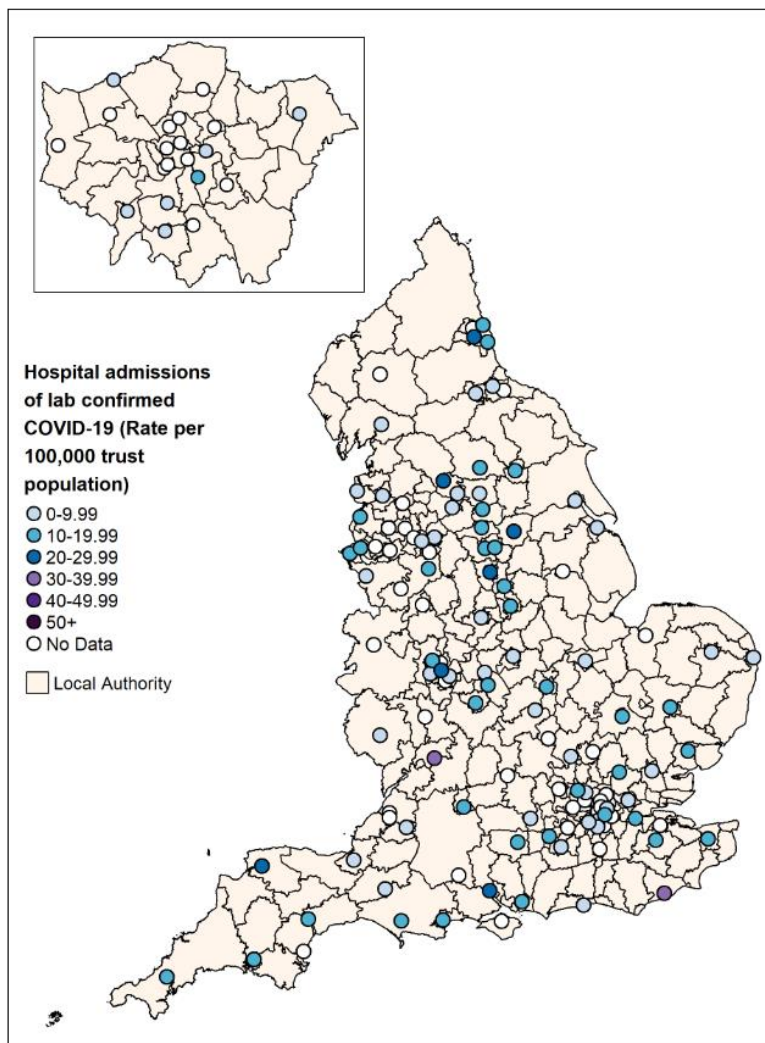 Hospital admissions
of lab confirmed
COVID-19 (Rate per
100,000 trust
population)
0-9.99
10-19.99
20-29.99
30-39.99
40-49.99
50+
No Data
Local Authority